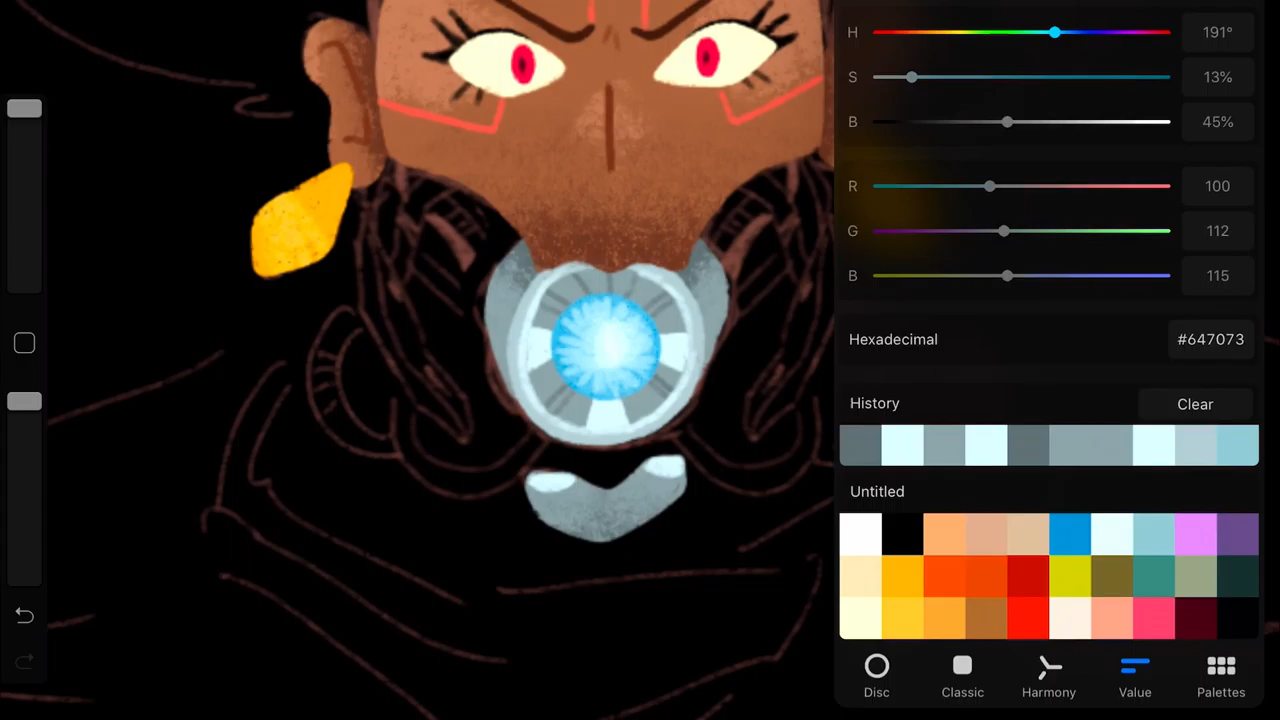 H 191°
S 13%
B 45%
R 100
G 112
B 115
Hexadecimal #647073
History Clear
Untitled
Disc Classic Harmony Value Palettes